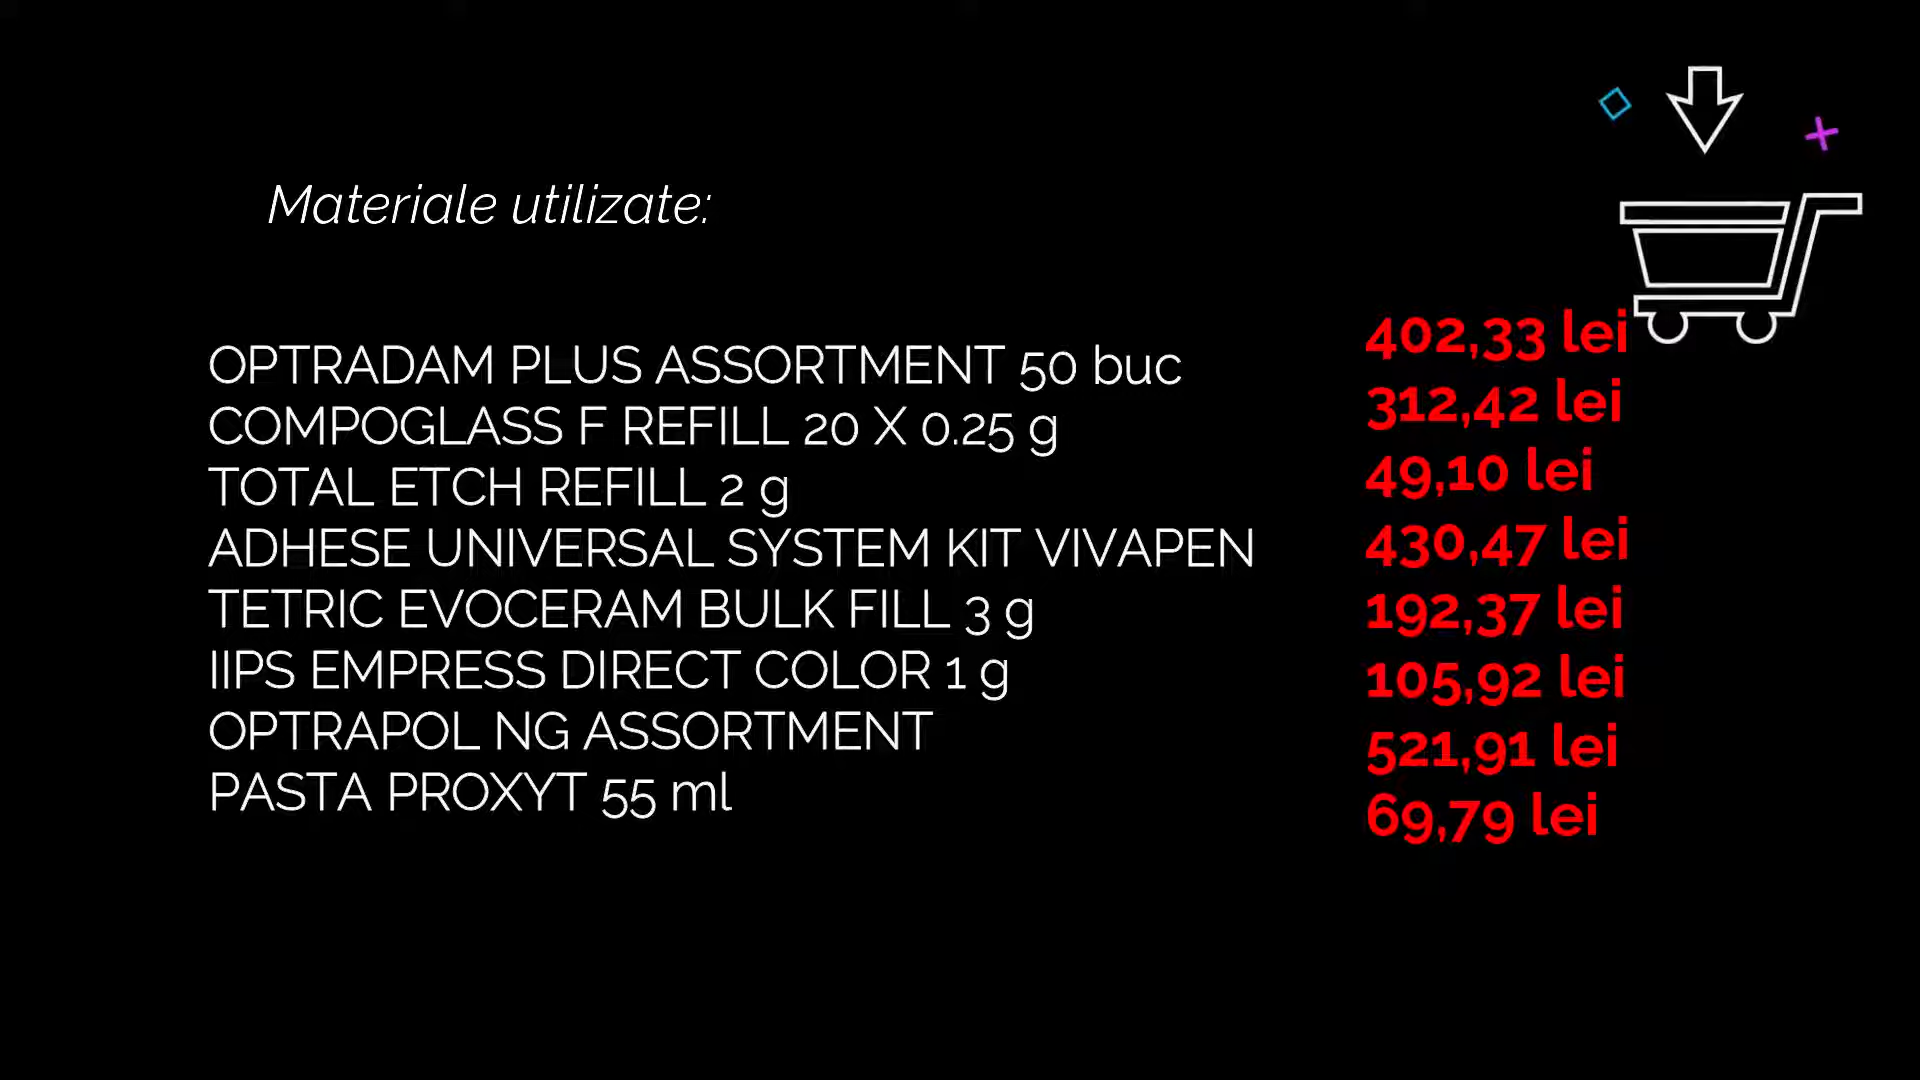 Materiale utilizate:
OPTRADAM PLUS ASSORTMENT 50 buc 402,33 lei
COMPOGLASS F REFILL 20 X 0.25 g 312,42 lei
TOTAL ETCH REFILL 2 g 49,10 lei
ADHESE UNIVERSAL SYSTEM KIT VIVAPEN 430,47 lei
TETRIC EVOCERAM BULK FILL 3 g 192,37 lei
IIPS EMPRESS DIRECT COLOR 1 g 105,92 lei
OPTRAPOL NG ASSORTMENT 521,91 lei
PASTA PROXYT 55 ml 69,79 lei